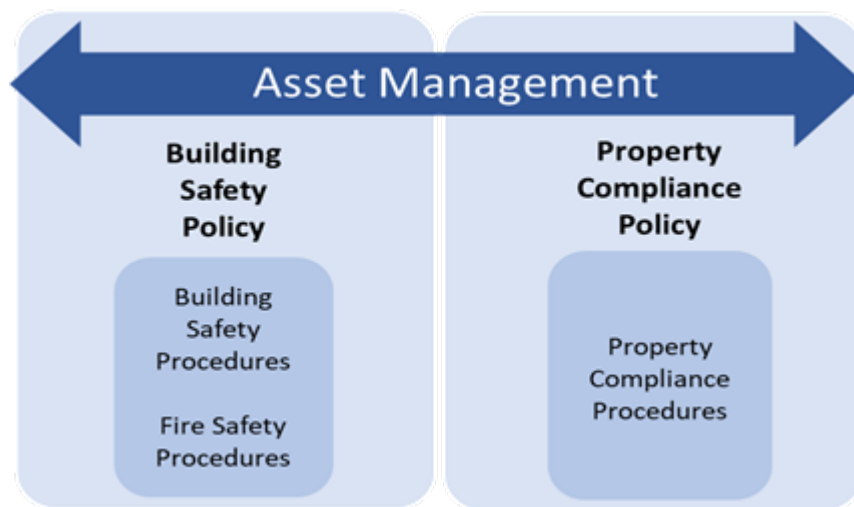 Asset Management
Building
Safety
Policy
Building
Safety
Procedures
Fire Safety
Procedures
Property
Compliance
Policy
Property
Compliance
Procedures